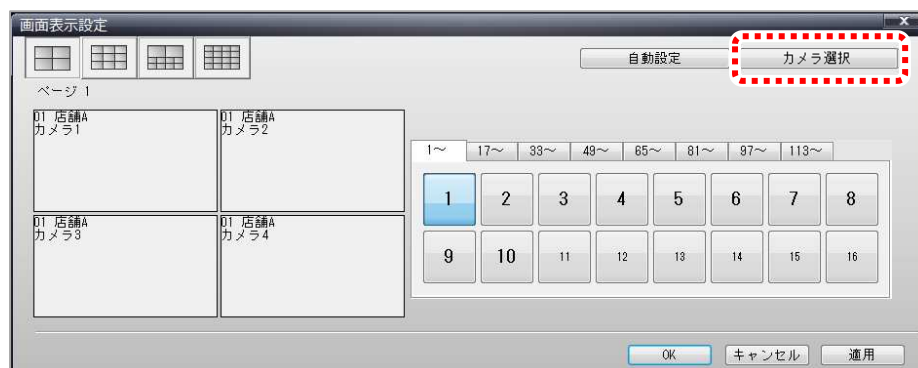 画面表示設定
x
自動設定 カメラ選択
ページ 1
01 店舗A
カメラ1
01 店舗A
カメラ2
01 店舗A
カメラ3
01 店舗A
カメラ4
1～ 17～ 33～ 49～ 65～ 81～ 97～ 113～
1 2 3 4 5 6 7 8
9 10 11 12 13 14 15 16
OK キャンセル 適用